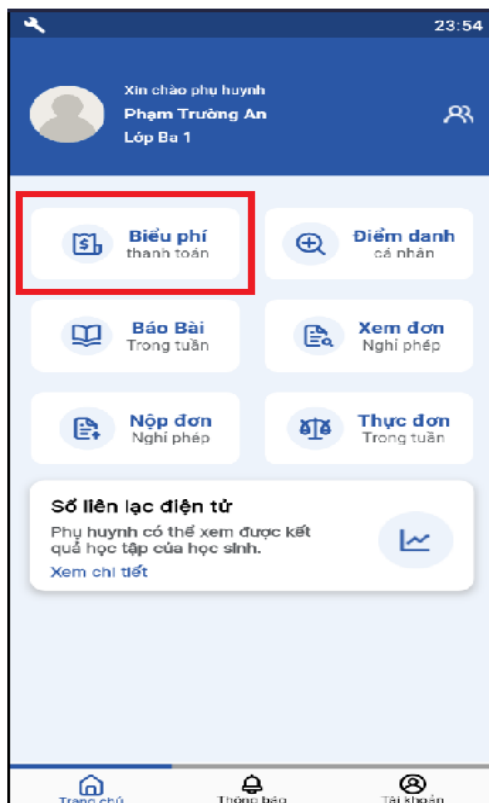 23:54
Xin chào phụ huynh
Phạm Trường An
Lớp Ba 1
Biểu phí
thanh toán
Điểm danh
cá nhân
Báo Bài
Trong tuần
Xem đơn
Nghỉ phép
Nộp đơn
Nghỉ phép
Thực đơn
Trong tuần
Sổ liên lạc điện tử
Phụ huynh có thể xem được kết
quả học tập của học sinh.
Xem chi tiết
Trang chủ
Thông báo
Tài khoản